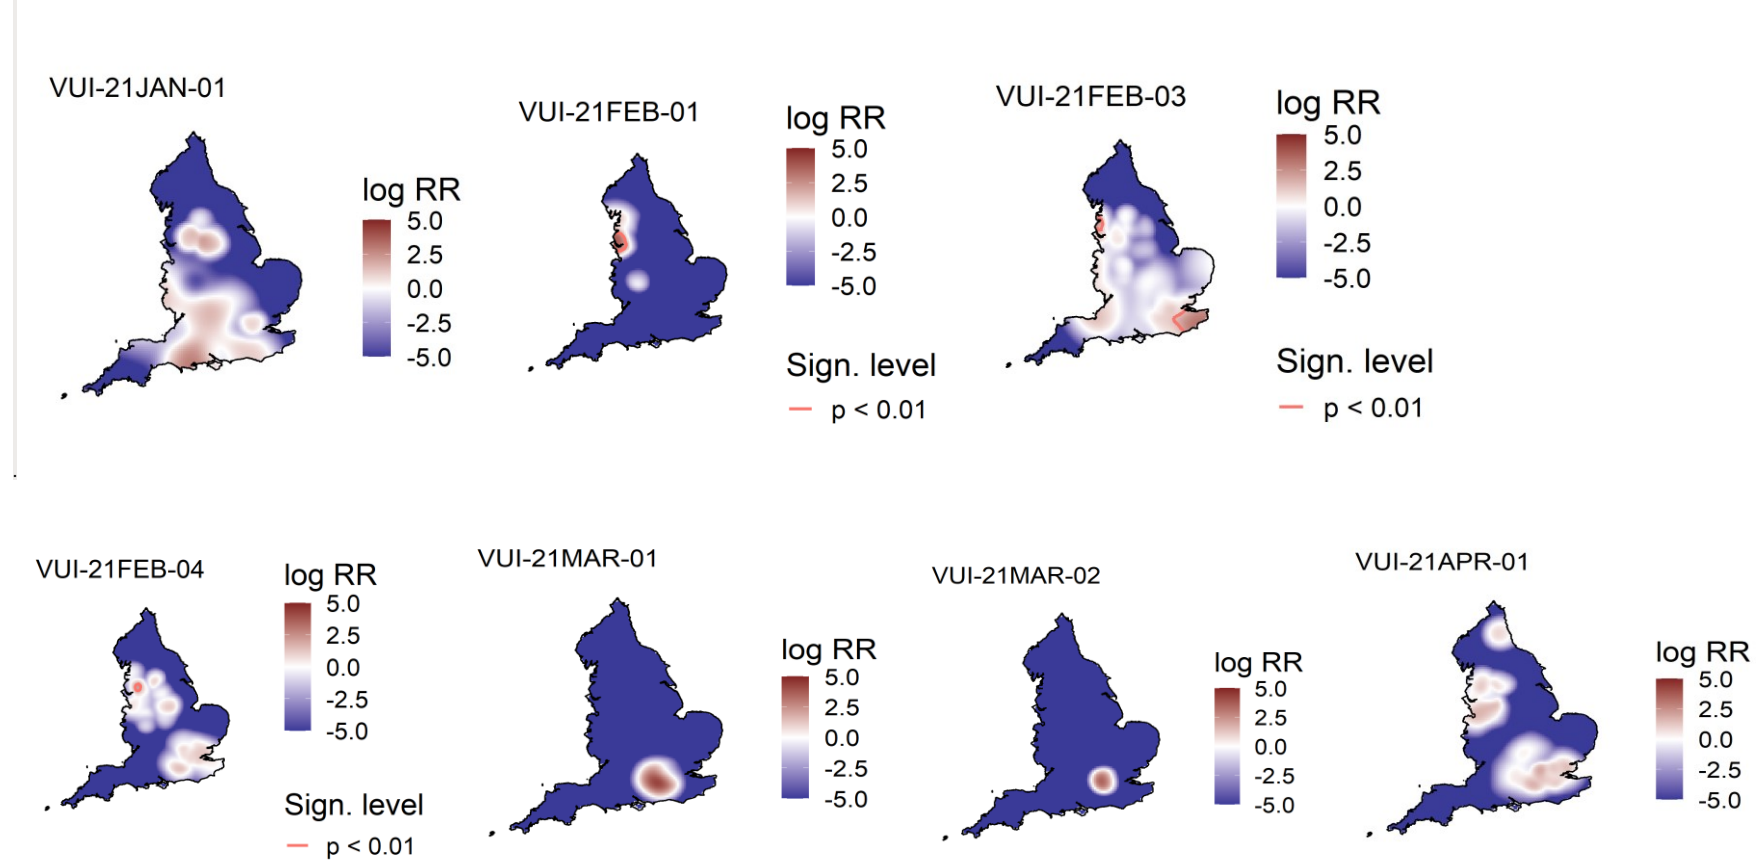 VUI-21JAN-01
log RR
5.0
2.5
0.0
-2.5
-5.0
VUI-21FEB-01
log RR
5.0
2.5
0.0
-2.5
-5.0
Sign. level
p < 0.01
VUI-21FEB-03
log RR
5.0
2.5
0.0
-2.5
-5.0
Sign. level
p < 0.01
VUI-21FEB-04
log RR
5.0
2.5
0.0
-2.5
-5.0
Sign. level
p < 0.01
VUI-21MAR-01
log RR
5.0
2.5
0.0
-2.5
-5.0
VUI-21MAR-02
log RR
5.0
2.5
0.0
-2.5
-5.0
VUI-21APR-01
log RR
5.0
2.5
0.0
-2.5
-5.0